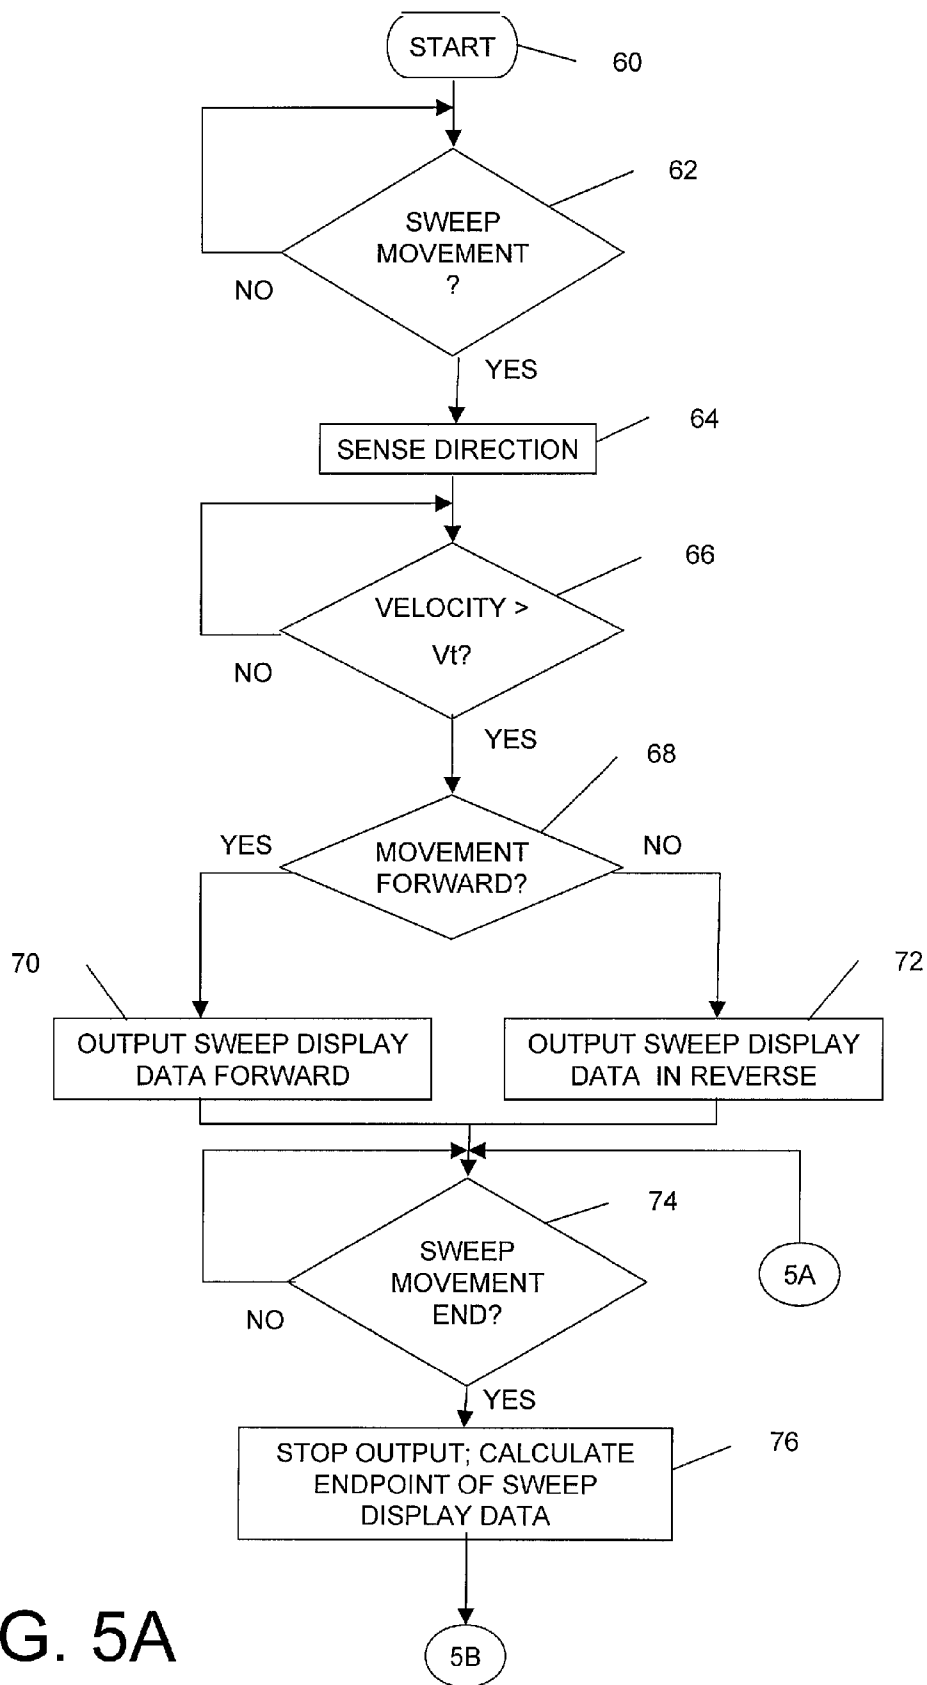 START
60
62
SWEEP
MOVEMENT
?
NO
YES
64
SENSE DIRECTION
66
VELOCITY >
Vt?
NO
YES
68
YES
MOVEMENT
FORWARD?
NO
70
72
OUTPUT SWEEP DISPLAY
DATA FORWARD
OUTPUT SWEEP DISPLAY
DATA IN REVERSE
74
SWEEP
MOVEMENT
END?
5A
NO
YES
76
STOP OUTPUT; CALCULATE
ENDPOINT OF SWEEP
DISPLAY DATA
G. 5A
5B